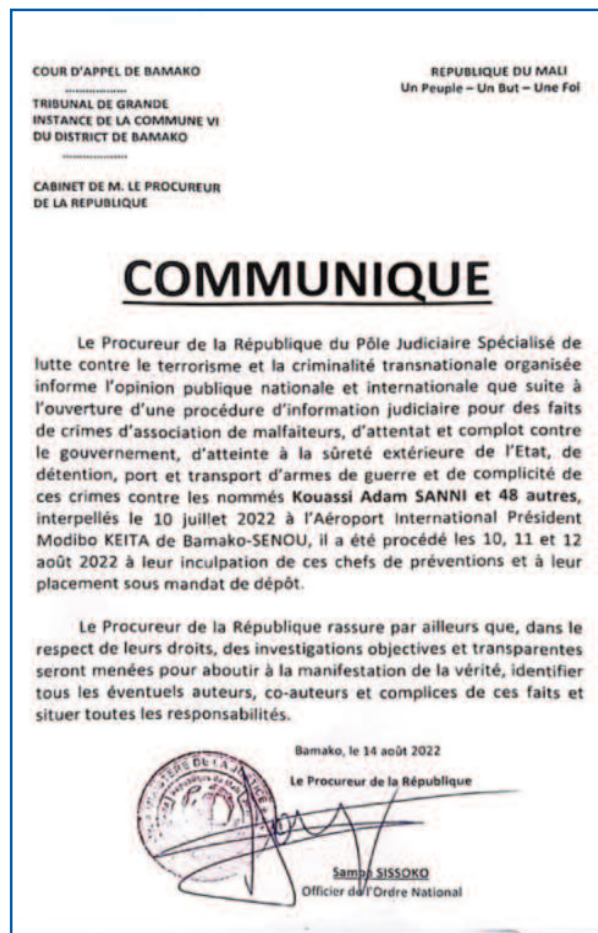 COUR D'APPEL DE BAMAKO
.................
TRIBUNAL DE GRANDE
INSTANCE DE LA COMMUNE VI
DU DISTRICT DE BAMAKO
.................
CABINET DE M. LE PROCUREUR
DE LA REPUBLIQUE
REPUBLIQUE DU MALI
Un Peuple – Un But – Une Foi
COMMUNIQUE
Le Procureur de la République du Pôle Judiciaire Spécialisé de
lutte contre le terrorisme et la criminalité transnationale organisée
informe l'opinion publique nationale et internationale que suite à
l'ouverture d'une procédure d'information judiciaire pour des faits
de crimes d'association de malfaiteurs, d'attentat et complot contre
le gouvernement, d'atteinte à la sûreté extérieure de l'Etat, de
détention, port et transport d'armes de guerre et de complicité de
ces crimes contre les nommés Kouassi Adam SANNI et 48 autres,
interpellés le 10 juillet 2022 à l'Aéroport International Président
Modibo KEITA de Bamako-SENOU, il a été procédé les 10, 11 et 12
août 2022 à leur inculpation de ces chefs de préventions et à leur
placement sous mandat de dépôt.
Le Procureur de la République rassure par ailleurs que, dans le
respect de leurs droits, des investigations objectives et transparentes
seront menées pour aboutir à la manifestation de la vérité, identifier
tous les éventuels auteurs, co-auteurs et complices de ces faits et
situer toutes les responsabilités.
Bamako, le 14 août 2022
Le Procureur de la République
MINISTERE DE LA JUSTICE
République du Mali
SISSOKO
Officier de l'Ordre National